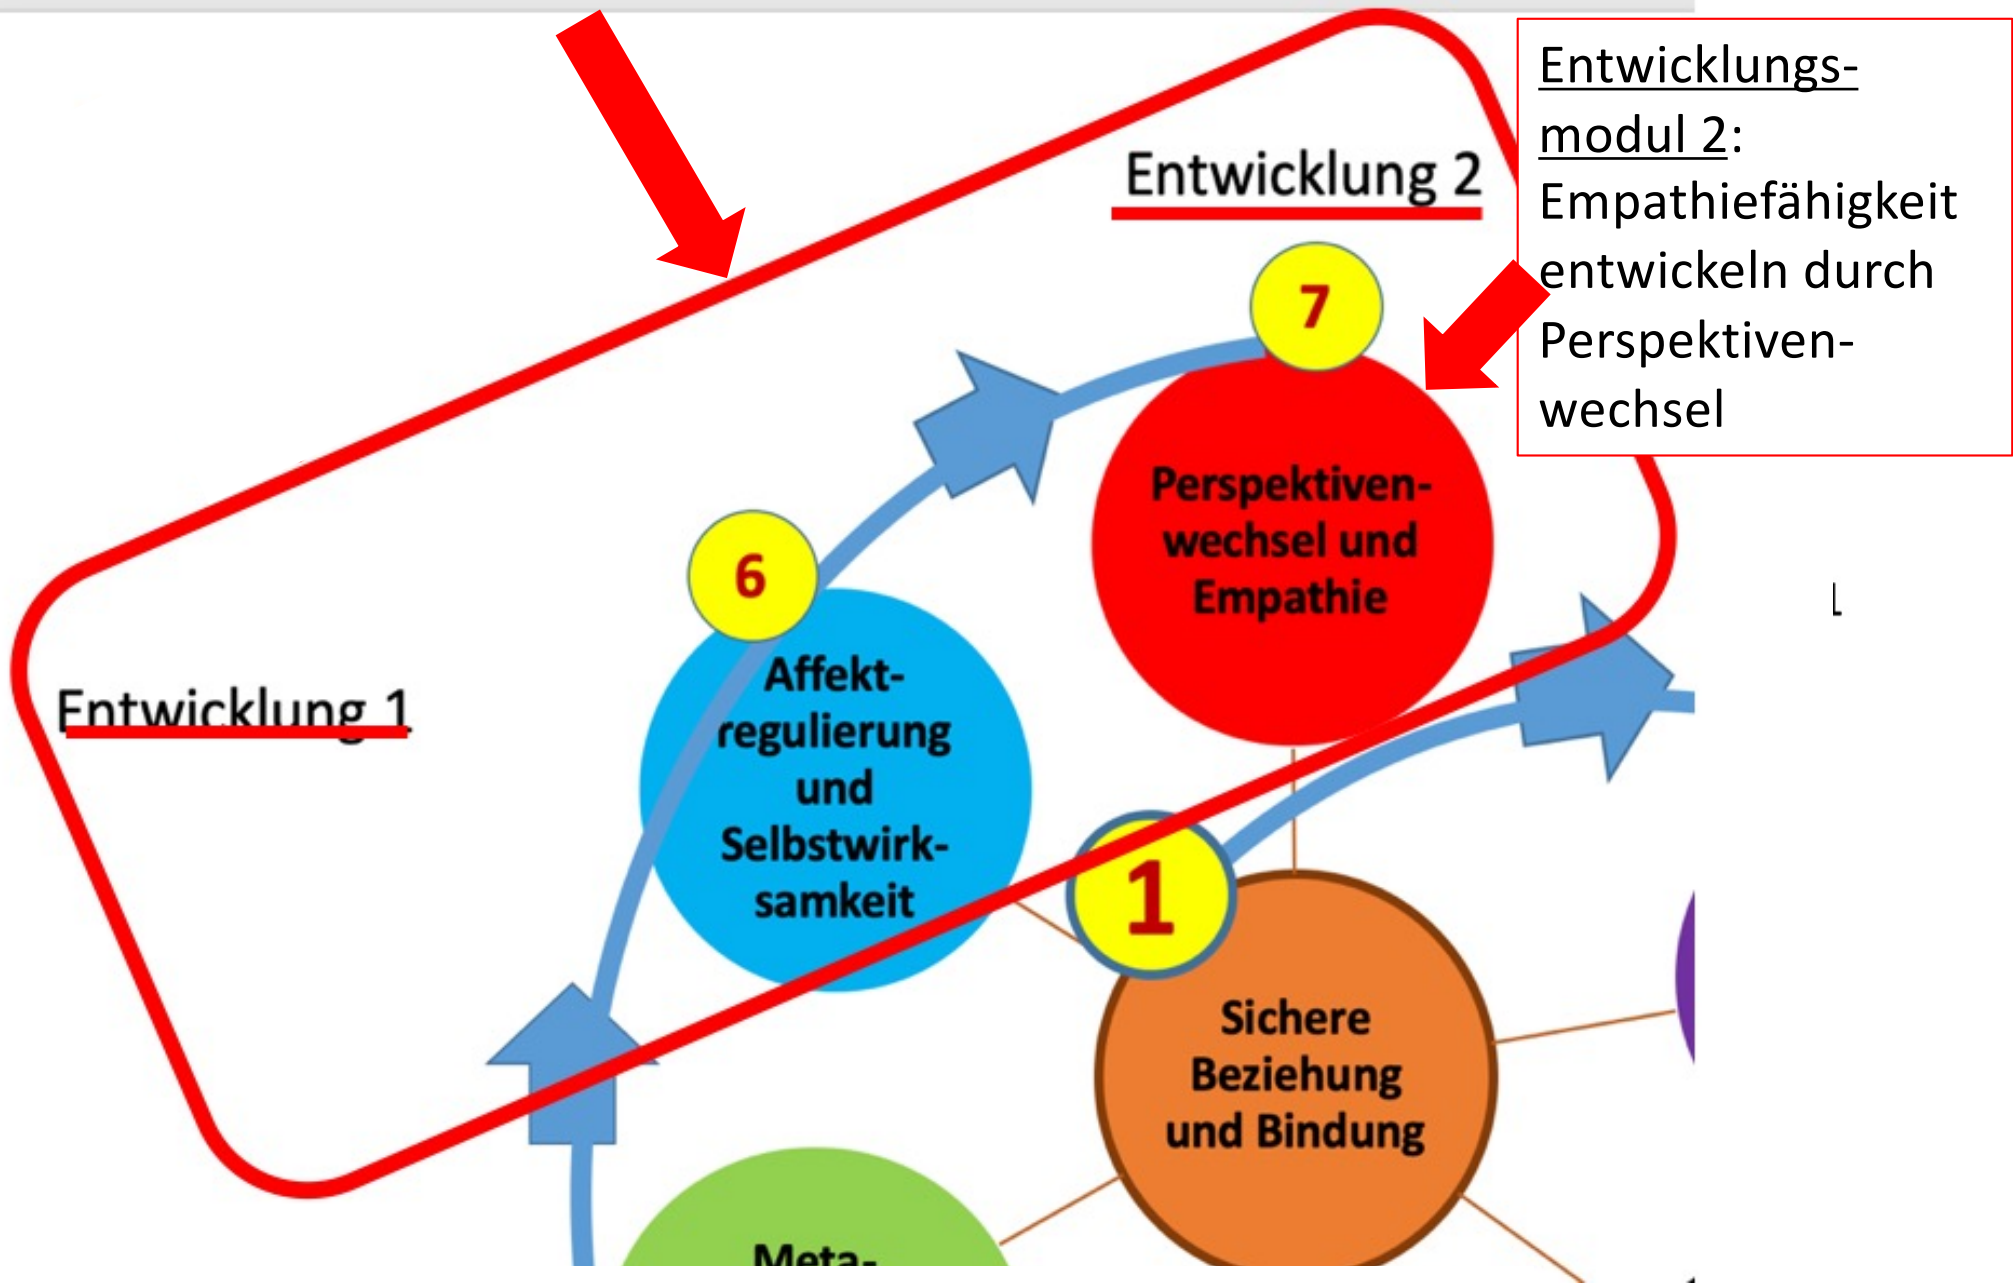 Entwicklungs-
modul 2:
Empathiefähigkeit
entwickeln durch
Perspektiven-
wechsel
Entwicklung 2
7
Perspektiven-
wechsel und
Empathie
6
Affekt-
regulierung
und
Selbstwirk-
samkeit
Entwicklung 1
1
Sichere
Beziehung
und Bindung
Meta-